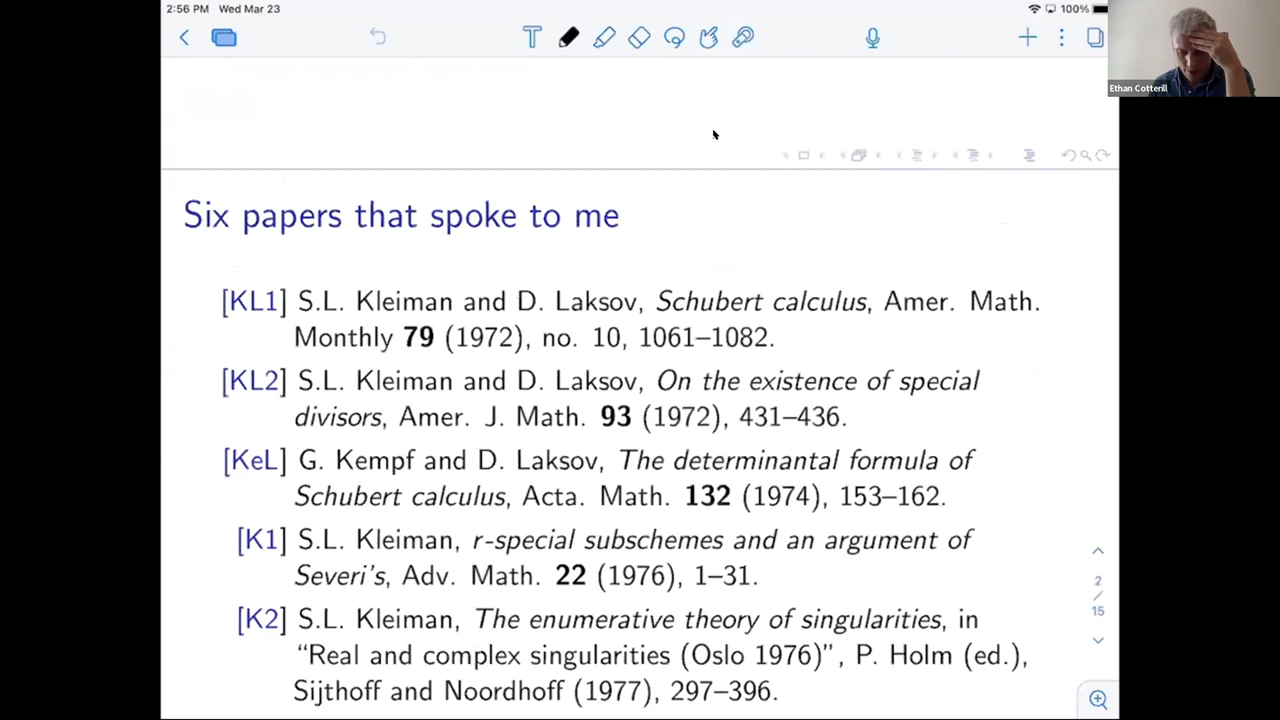 2:56 PM Wed Mar 23
100%
Ethan Cotterill
Six papers that spoke to me
[KL1] S.L. Kleiman and D. Laksov, Schubert calculus, Amer. Math.
Monthly 79 (1972), no. 10, 1061–1082.
[KL2] S.L. Kleiman and D. Laksov, On the existence of special
divisors, Amer. J. Math. 93 (1972), 431–436.
[KeL] G. Kempf and D. Laksov, The determinantal formula of
Schubert calculus, Acta. Math. 132 (1974), 153–162.
[K1] S.L. Kleiman, r-special subschemes and an argument of
Severi's, Adv. Math. 22 (1976), 1–31.
[K2] S.L. Kleiman, The enumerative theory of singularities, in
“Real and complex singularities (Oslo 1976)”, P. Holm (ed.),
Sijthoff and Noordhoff (1977), 297–396.
2
/
15